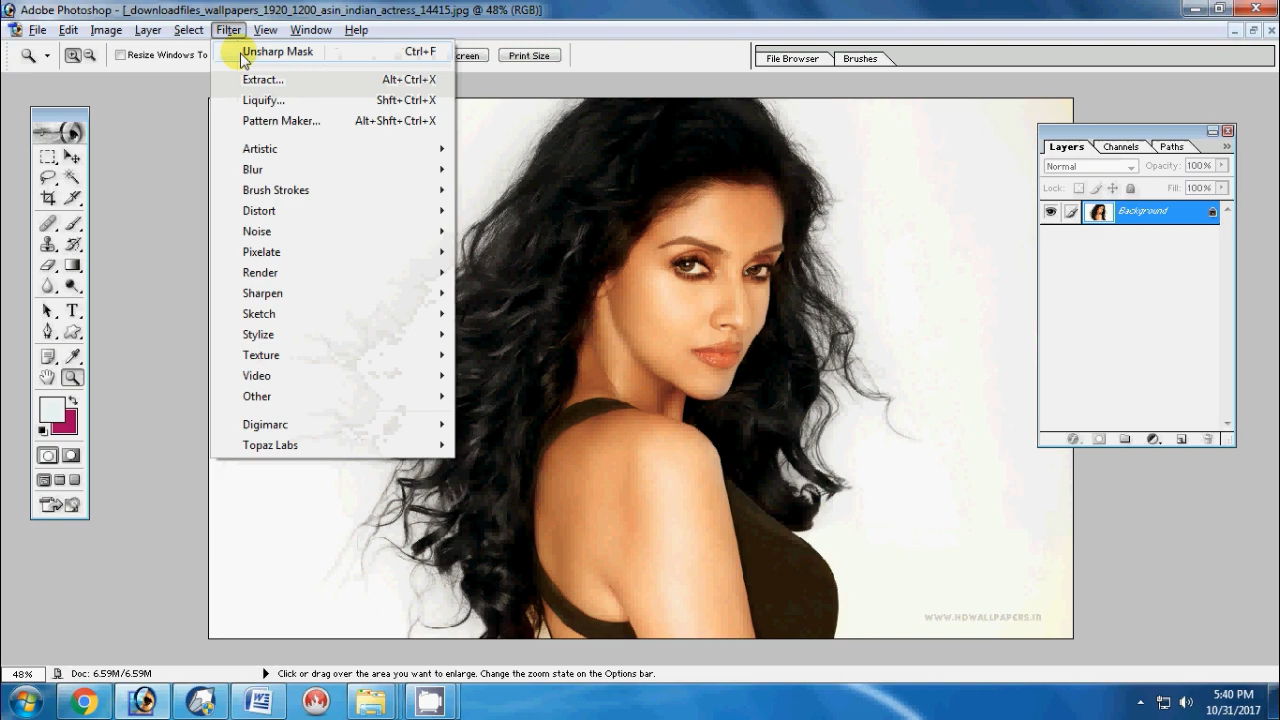 Adobe Photoshop - [_downloadfiles_wallpapers_1920_1200_asin_indian_actress_14415.jpg @ 48% (RGB)]
File Edit Image Layer Select Filter View Window Help
Resize Windows To
creen
Print Size
File Browser
Brushes
Unsharp Mask Ctrl+F
Extract... Alt+Ctrl+X
Liquify... Shft+Ctrl+X
Pattern Maker... Alt+Shft+Ctrl+X
Artistic
Blur
Brush Strokes
Distort
Noise
Pixelate
Render
Sharpen
Sketch
Stylize
Texture
Video
Other
Digimarc
Topaz Labs
Layers Channels Paths
Normal Opacity: 100%
Lock: Fill: 100%
Background
WWW.HDWALLPAPERS.IN
48% Doc: 6.59M/6.59M Click or drag over the area you want to enlarge. Change the zoom state on the Options bar.
5:40 PM
10/31/2017